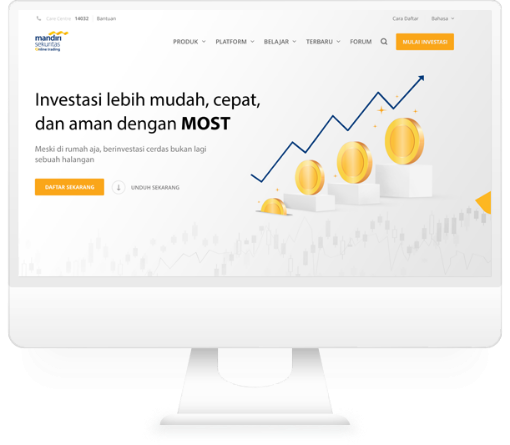 Care Center 14032 | Bantuan
Cara Daftar Bahasa
mandiri
sekuritas
online trading
PRODUK PLATFORM BELAJAR TERBARU FORUM MULAI INVESTASI
Investasi lebih mudah, cepat,
dan aman dengan MOST
Meski di rumah aja, berinvestasi cerdas bukan lagi
sebuah halangan
DAFTAR SEKARANG UNDUH SEKARANG